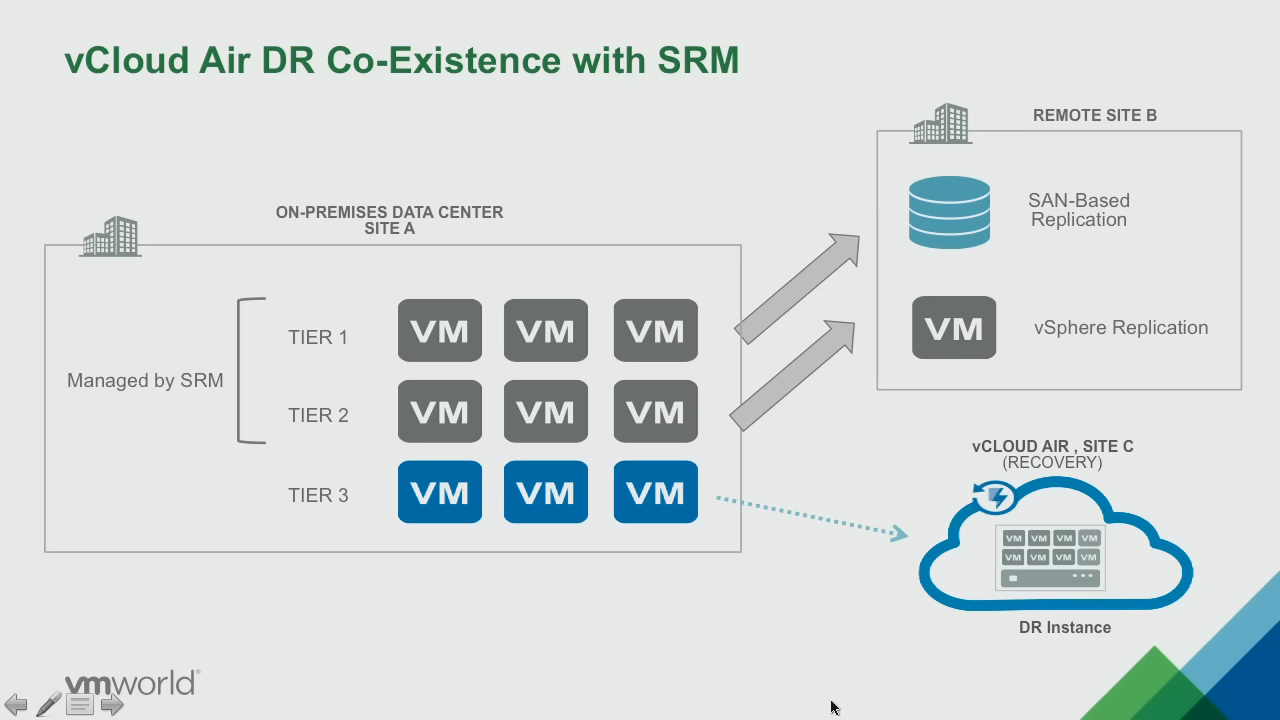 vCloud Air DR Co-Existence with SRM
REMOTE SITE B
SAN-Based
Replication
VM
vSphere Replication
ON-PREMISES DATA CENTER
SITE A
Managed by SRM
TIER 1
VM VM VM
TIER 2
VM VM VM
TIER 3
VM VM VM
vCLOUD AIR , SITE C
(RECOVERY)
VM VM VM VM
VM VM VM VM
DR Instance
vmworld®